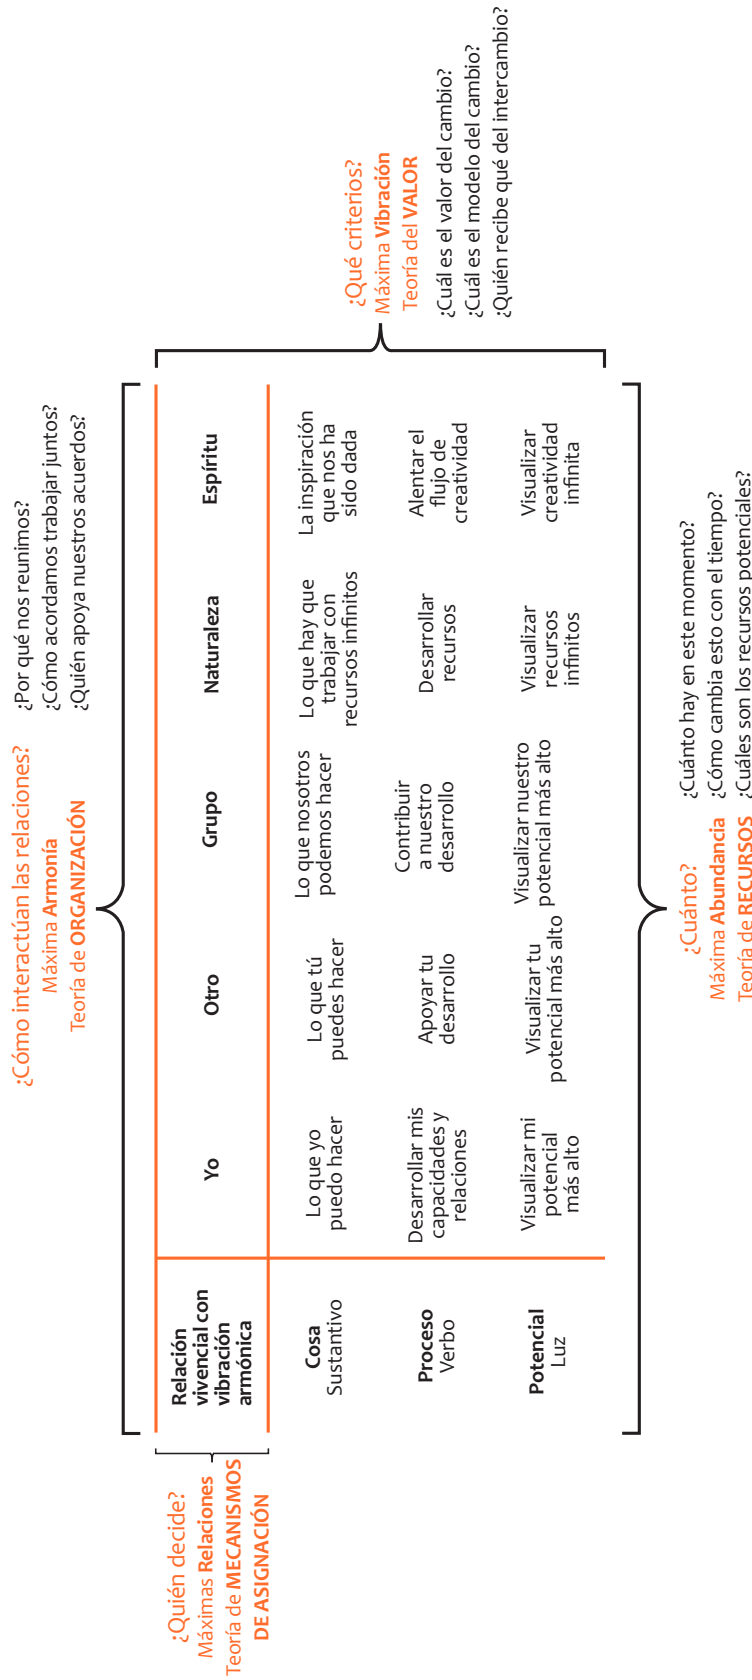 ¿Cómo interactúan las relaciones?
Máxima Armonía
Teoría de ORGANIZACIÓN
¿Por qué nos reunimos?
¿Cómo acordamos trabajar juntos?
¿Quién apoya nuestros acuerdos?
¿Quién decide?
Máximas Relaciones
Teoría de MECANISMOS
DE ASIGNACIÓN
Relación
vivencial con
vibración
armónica
Yo
Otro
Grupo
Naturaleza
Espíritu
Cosa
Sustantivo
Lo que yo
puedo hacer
Lo que tú
puedes hacer
Lo que nosotros
podemos hacer
Lo que hay que
trabajar con
recursos infinitos
La inspiración
que nos ha
sido dada
Proceso
Verbo
Desarrollar mis
capacidades y
relaciones
Apoyar tu
desarrollo
Contribuir
a nuestro
desarrollo
Desarrollar
recursos
Alentar el
flujo de
creatividad
Potencial
Luz
Visualizar mi
potencial
más alto
Visualizar tu
potencial más alto
Visualizar nuestro
potencial más alto
Visualizar
recursos
infinitos
Visualizar
creatividad
infinita
¿Qué criterios?
Máxima Vibración
Teoría del VALOR
¿Cuál es el valor del cambio?
¿Cuál es el modelo del cambio?
¿Quién recibe qué del intercambio?
¿Cuánto?
Máxima Abundancia
Teoría de RECURSOS
¿Cuánto hay en este momento?
¿Cómo cambia esto con el tiempo?
¿Cuáles son los recursos potenciales?